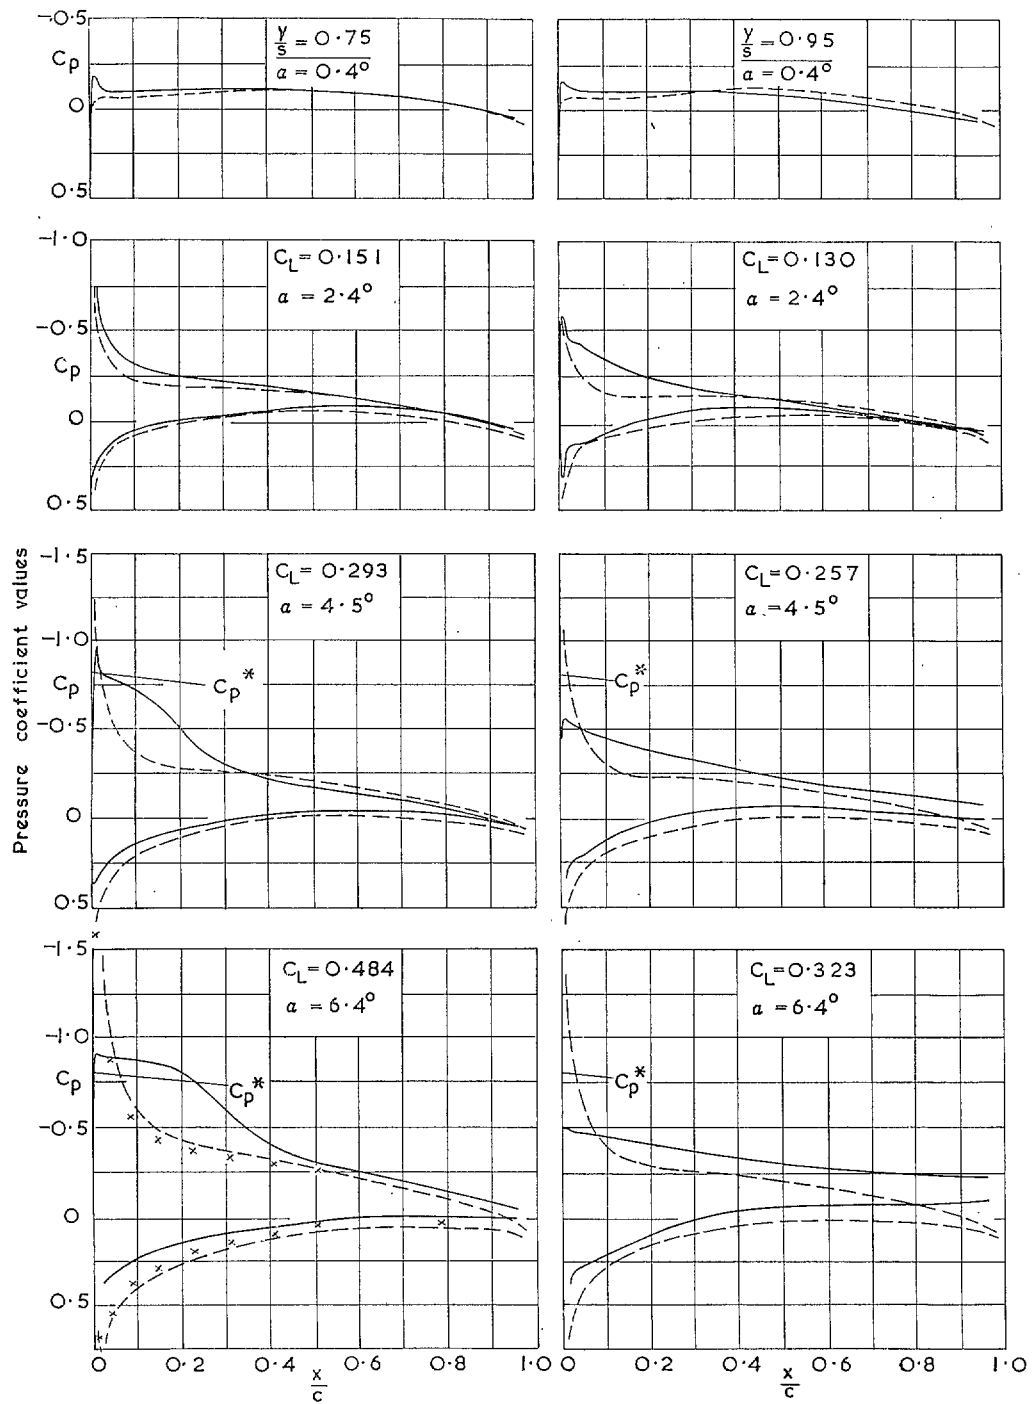 -0.5
Cp
0
0.5
y/s = 0.75
a = 0.4°
y/s = 0.95
a = 0.4°
-1.0
-0.5
Cp
0
0.5
CL = 0.151
a = 2.4°
CL = 0.130
a = 2.4°
Pressure coefficient values
-1.5
-1.0
Cp
-0.5
0
0.5
CL = 0.293
a = 4.5°
Cp*
CL = 0.257
a = 4.5°
Cp*
-1.5
-1.0
Cp
-0.5
0
0.5
CL = 0.484
a = 6.4°
Cp*
CL = 0.323
a = 6.4°
Cp*
0 0.2 0.4 0.6 0.8 1.0
x/c
0 0.2 0.4 0.6 0.8 1.0
x/c